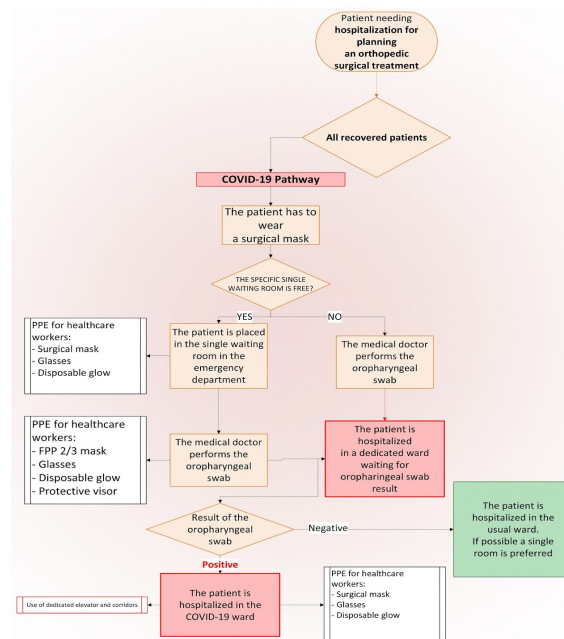 Patient needing
hospitalization for
planning
an orthopedic
surgical treatment
All recovered patients
COVID-19 Pathway
The patient has to
wear
a surgical mask
THE SPECIFIC SINGLE
WAITING ROOM IS FREE?
YES
NO
PPE for healthcare
workers:
- Surgical mask
- Glasses
- Disposable glow
The patient is placed
in the single waiting
room in the
emergency
department
The medical doctor
performs the
oropharyngeal
swab
PPE for healthcare
workers:
- FPP 2/3 mask
- Glasses
- Disposable glow
- Protective visor
The medical doctor
performs the
oropharyngeal
swab
The patient is
hospitalized
in a dedicated ward
waiting for
oropharingeal swab
result
Result of the
oropharyngeal
swab
Negative
The patient is
hospitalized in the
usual ward.
If possible a single
room is preferred
Positive
Use of dedicated elevator and corridors
The patient is
hospitalized in the
COVID-19 ward
PPE for healthcare
workers:
- Surgical mask
- Glasses
- Disposable glow